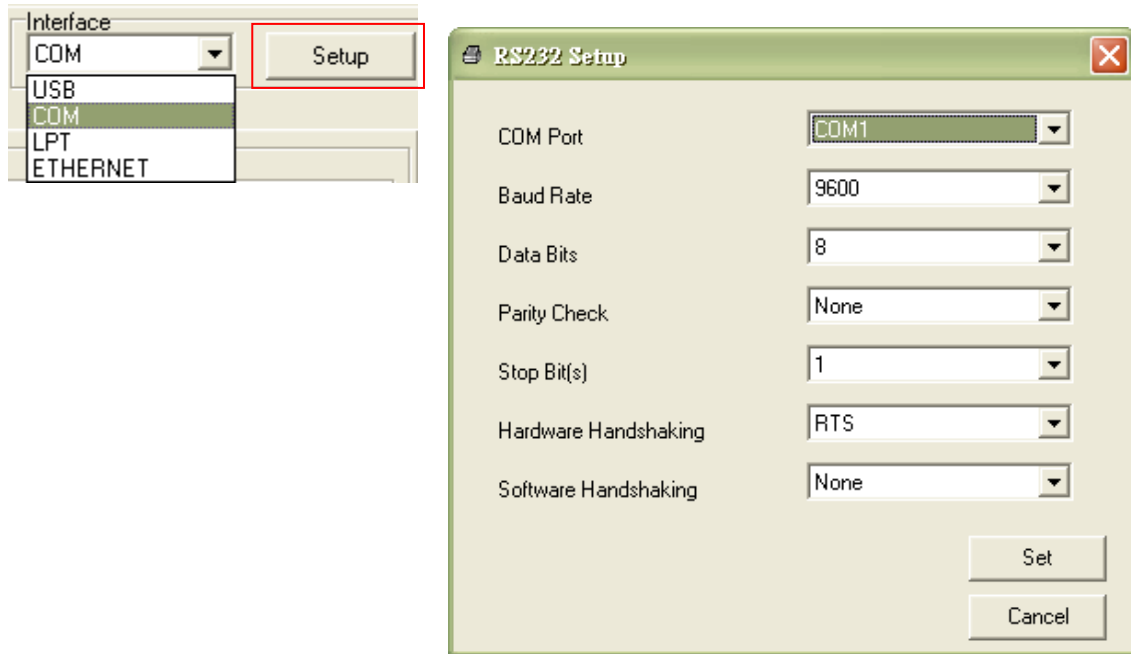 Interface
COM
Setup
USB
COM
LPT
ETHERNET
RS232 Setup
COM Port COM1
Baud Rate 9600
Data Bits 8
Parity Check None
Stop Bit(s) 1
Hardware Handshaking RTS
Software Handshaking None
Set
Cancel